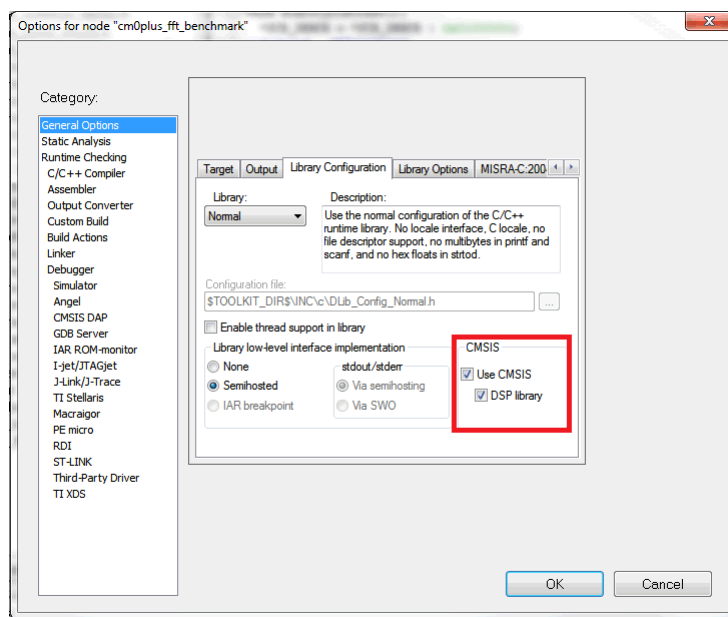 Options for node "cm0plus_fft_benchmark"
Category:
General Options
Static Analysis
Runtime Checking
C/C++ Compiler
Assembler
Output Converter
Custom Build
Build Actions
Linker
Debugger
Simulator
Angel
CMSIS DAP
GDB Server
IAR ROM-monitor
I-jet/JTAGjet
J-Link/J-Trace
TI Stellaris
Macraigor
PE micro
RDI
ST-LINK
Third-Party Driver
TI XDS
Target Output Library Configuration Library Options MISRA-C:200
Library: Description:
Normal
Use the normal configuration of the C/C++
runtime library. No locale interface, C locale, no
file descriptor support, no multibytes in printf and
scanf, and no hex floats in strtod.
Configuration file:
$TOOLKIT_DIR$\INC\c\DLib_Config_Normal.h ...
Enable thread support in library
Library low-level interface implementation
None
Semihosted
IAR breakpoint
stdout/stderr
Via semihosting
Via SWO
CMSIS
Use CMSIS
DSP library
OK Cancel